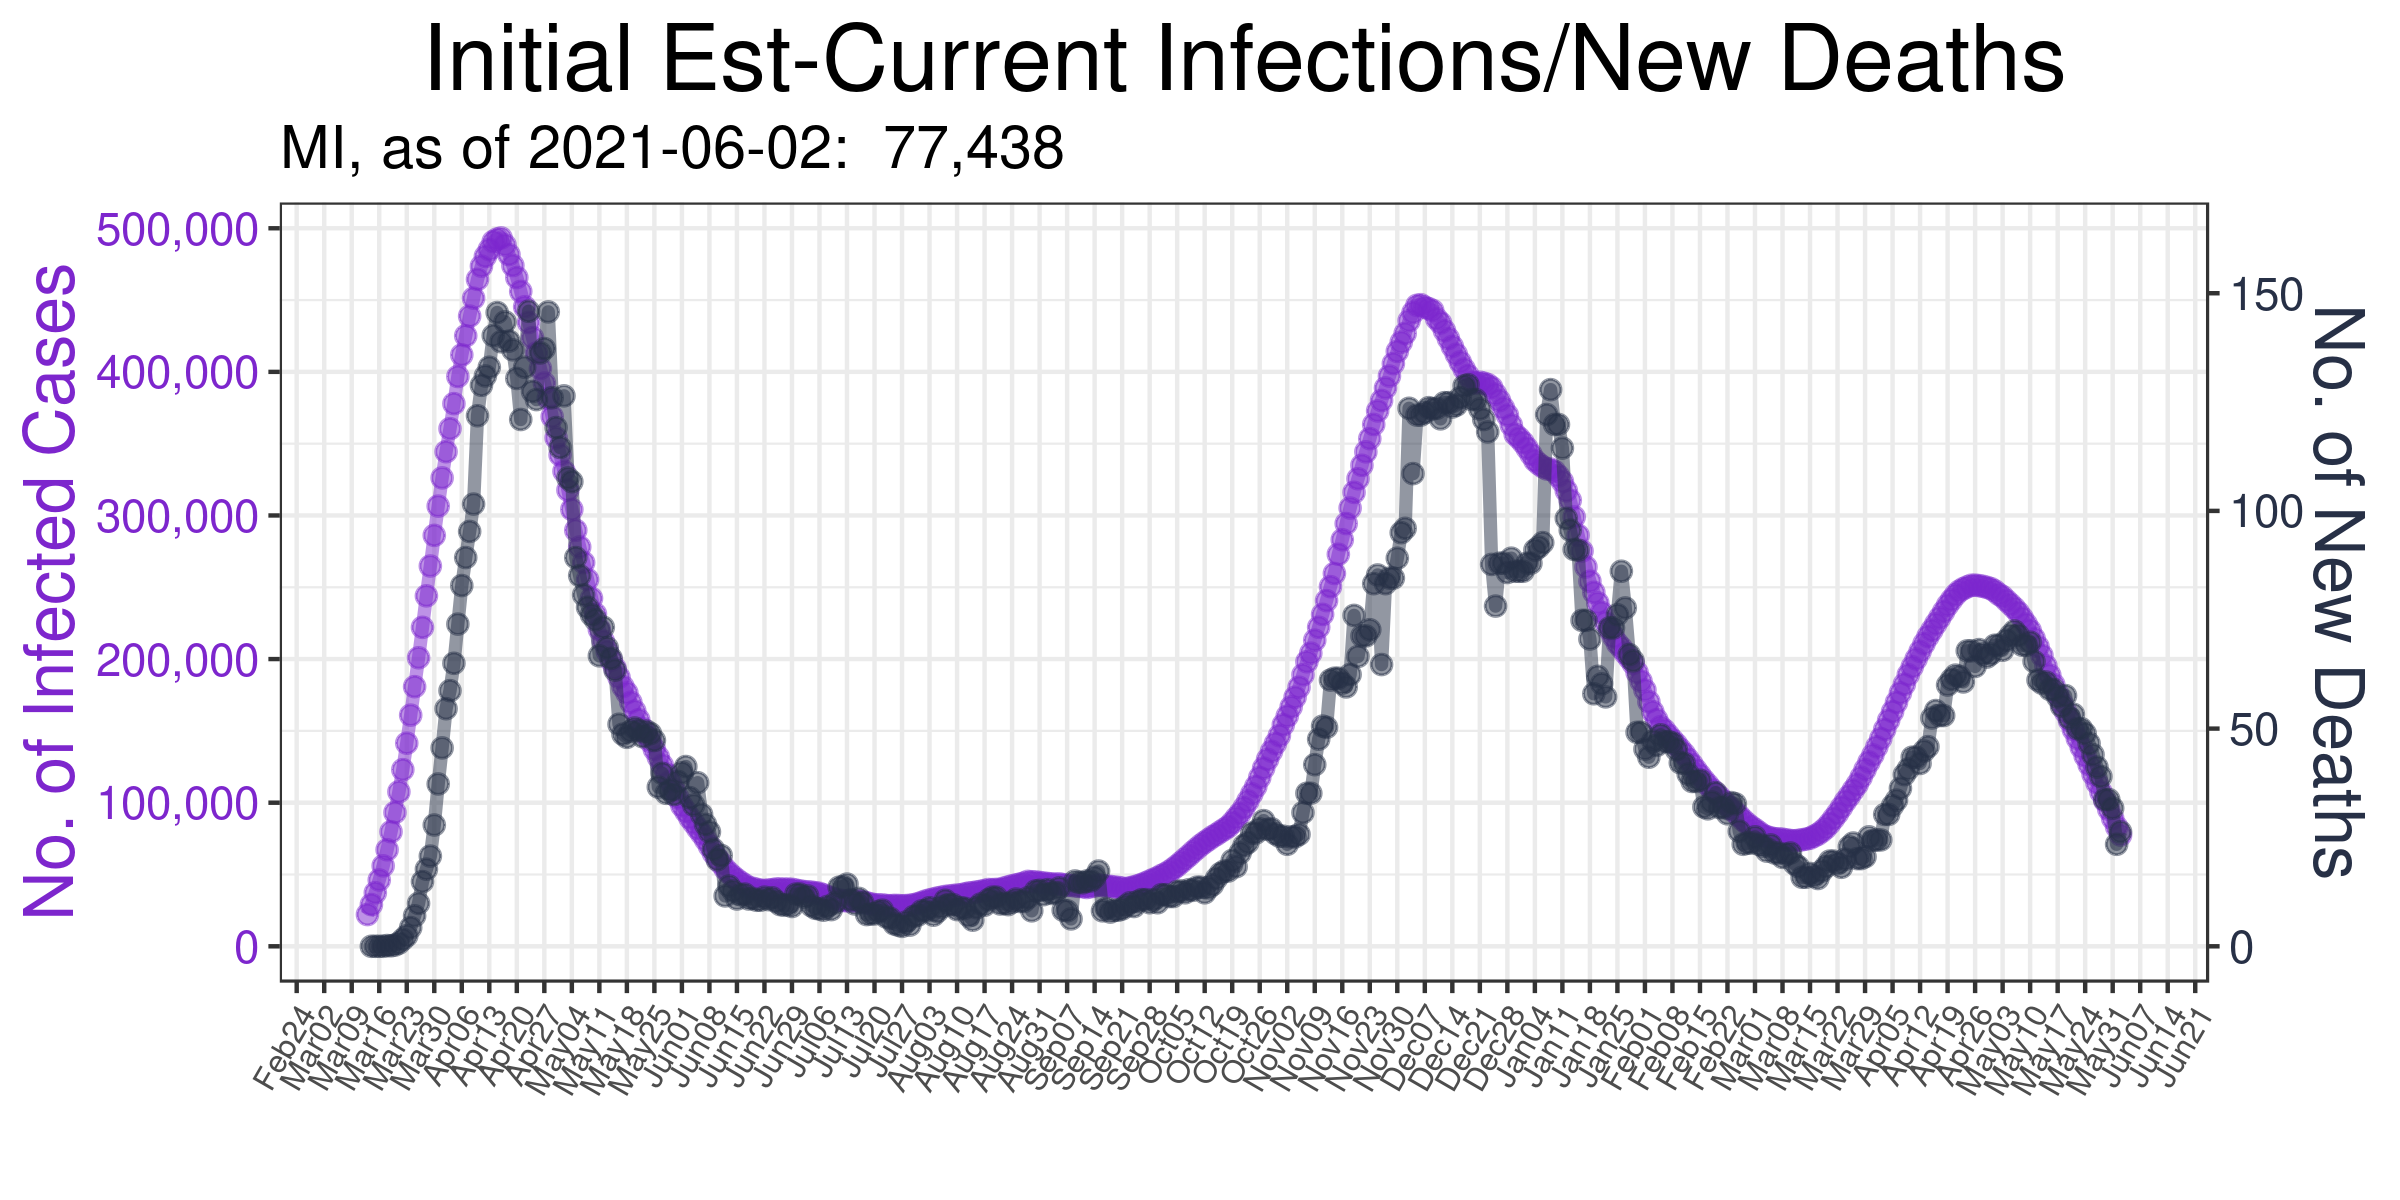 Initial Est-Current Infections/New Deaths
MI, as of 2021-06-02: 77,438
No. of Infected Cases
500,000
400,000
300,000
200,000
100,000
0
150
100
50
0
No. of New Deaths
Feb24
Mar02
Mar09
Mar16
Mar23
Mar30
Apr06
Apr13
Apr20
Apr27
May04
May11
May18
May25
Jun01
Jun08
Jun15
Jun22
Jun29
Jul06
Jul13
Jul20
Jul27
Aug03
Aug10
Aug17
Aug24
Aug31
Sep07
Sep14
Sep21
Sep28
Oct05
Oct12
Oct19
Oct26
Nov02
Nov09
Nov16
Nov23
Nov30
Dec07
Dec14
Dec21
Dec28
Jan04
Jan11
Jan18
Jan25
Feb01
Feb08
Feb15
Feb22
Mar01
Mar08
Mar15
Mar22
Mar29
Apr05
Apr12
Apr19
Apr26
May03
May10
May17
May24
May31
Jun07
Jun14
Jun21